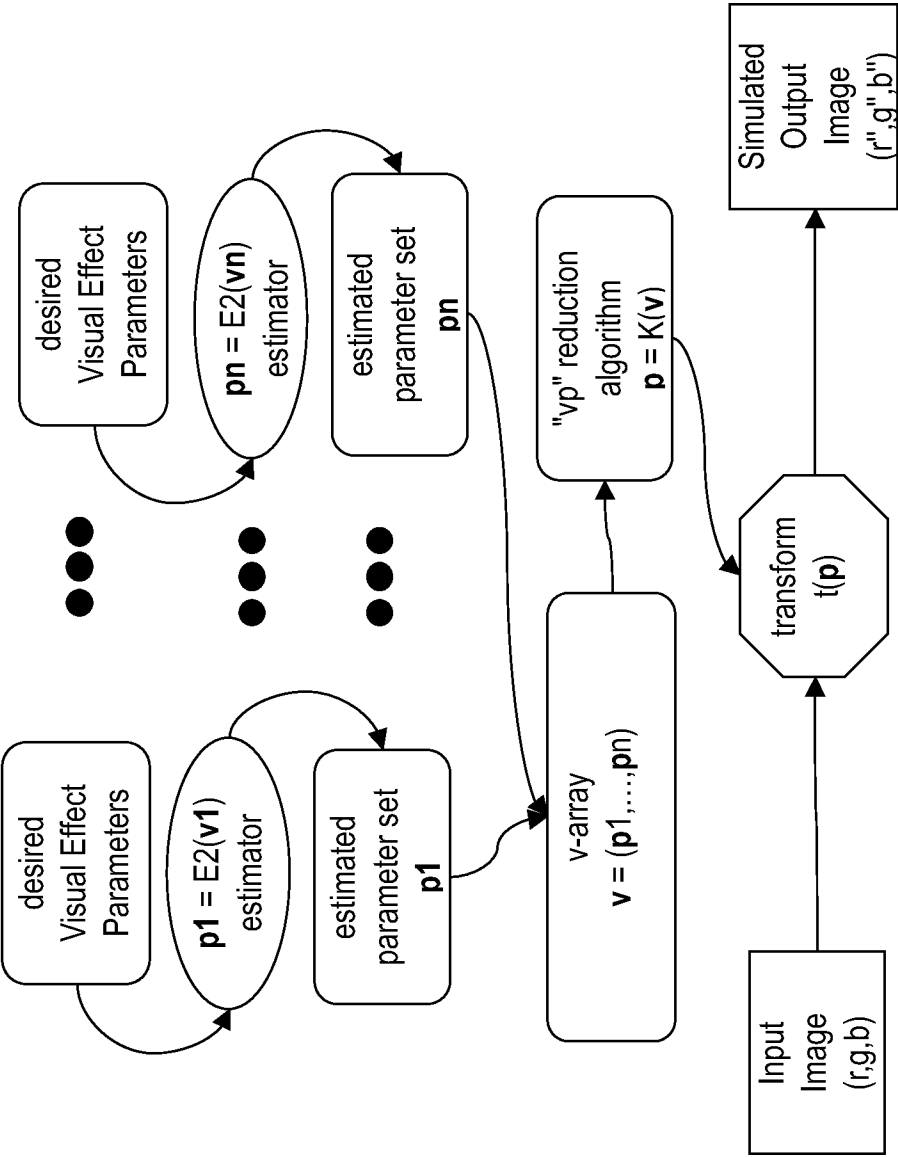 desired
Visual Effect
Parameters
p1 = E2(v1)
estimator
estimated
parameter set
p1
desired
Visual Effect
Parameters
pn = E2(vn)
estimator
estimated
parameter set
pn
v-array
v = (p1,...,pn)
"vp" reduction
algorithm
p = K(v)
Input
Image
(r,g,b)
transform
t(p)
Simulated
Output
Image
(r",g",b")